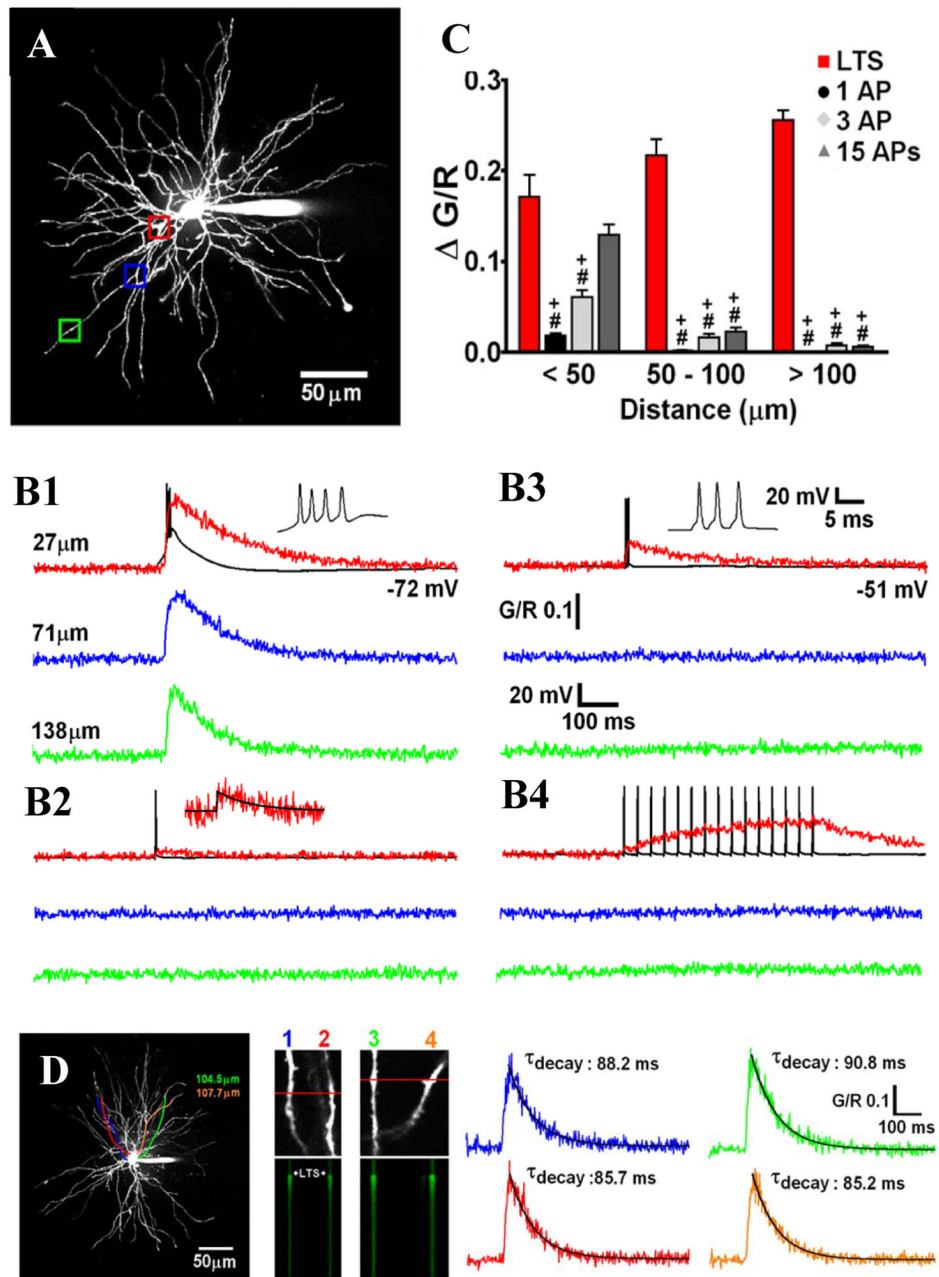 A
50 μm
C
LTS
1 AP
3 AP
15 APs
Δ G/R
0.3
0.2
0.1
0.0
+
#
+
#
+
#
+
#
+
#
+
#
+
#
+
#
< 50
50 - 100
> 100
Distance (μm)
B1
27μm
-72 mV
71μm
138μm
B3
20 mV
5 ms
-51 mV
G/R 0.1
20 mV
100 ms
B2
B4
D
104.5μm
107.7μm
50μm
1
2
3
4
LTS
τdecay : 88.2 ms
τdecay : 90.8 ms
G/R 0.1
100 ms
τdecay :85.7 ms
τdecay : 85.2 ms